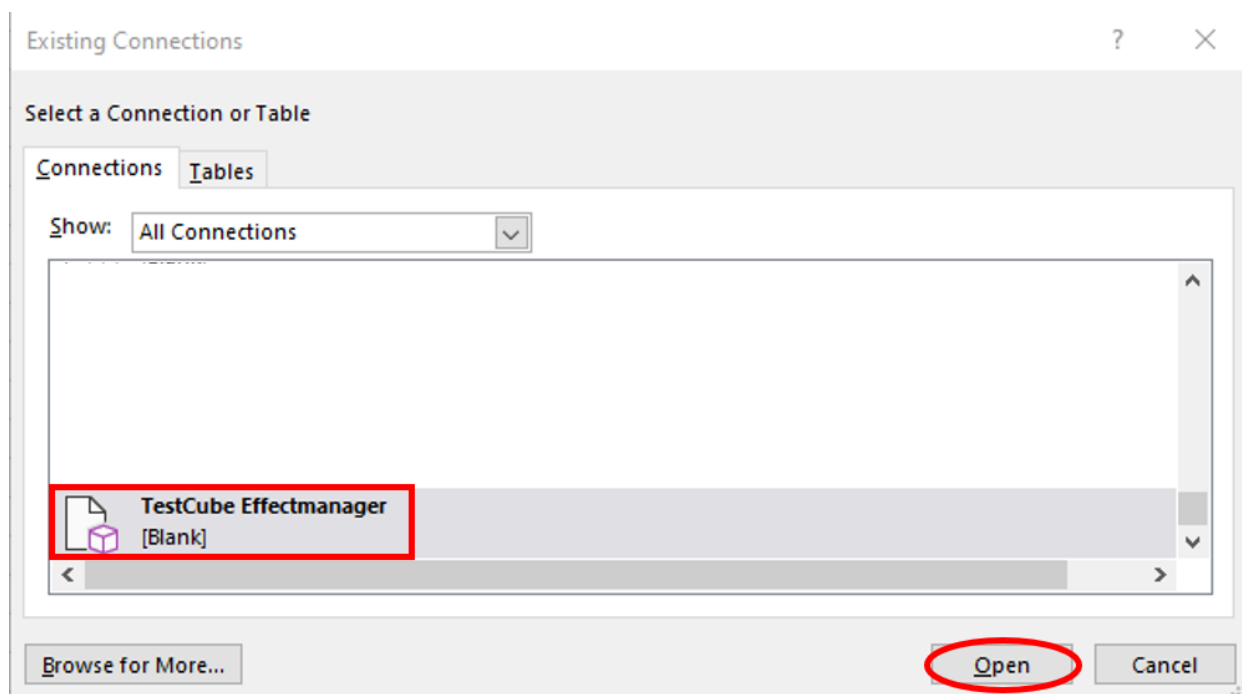 Existing Connections ?
Select a Connection or Table
Connections Tables
Show: All Connections
TestCube Effectmanager
[Blank]
Browse for More... Open Cancel